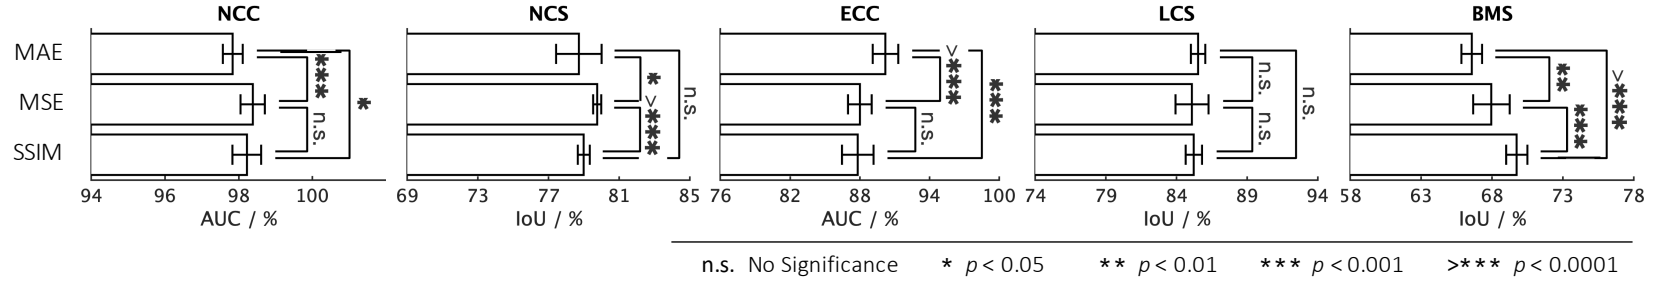 NCC NCS ECC LCS BMS
MAE
MSE
SSIM
*** n.s. *
* >*** n.s.
>*** n.s. ***
n.s. n.s. n.s.
** *** >***
94 96 98 100
69 73 77 81 85
76 82 88 94 100
74 79 84 89 94
58 63 68 73 78
AUC / % IoU / % AUC / % IoU / % IoU / %
n.s. No Significance * p < 0.05 ** p < 0.01 *** p < 0.001 >*** p < 0.0001